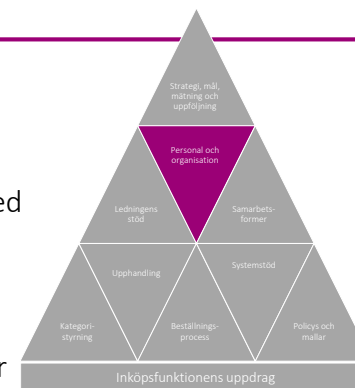 Strategi, mål,
mätning och
uppföljning
Personal och
organisation
ed
Ledningens
stöd
Samarbets-
former
Upphandling
Systemstöd
Kategori-
styrning
Beställnings-
process
Policys och
mallar
r
Inköpsfunktionens uppdrag